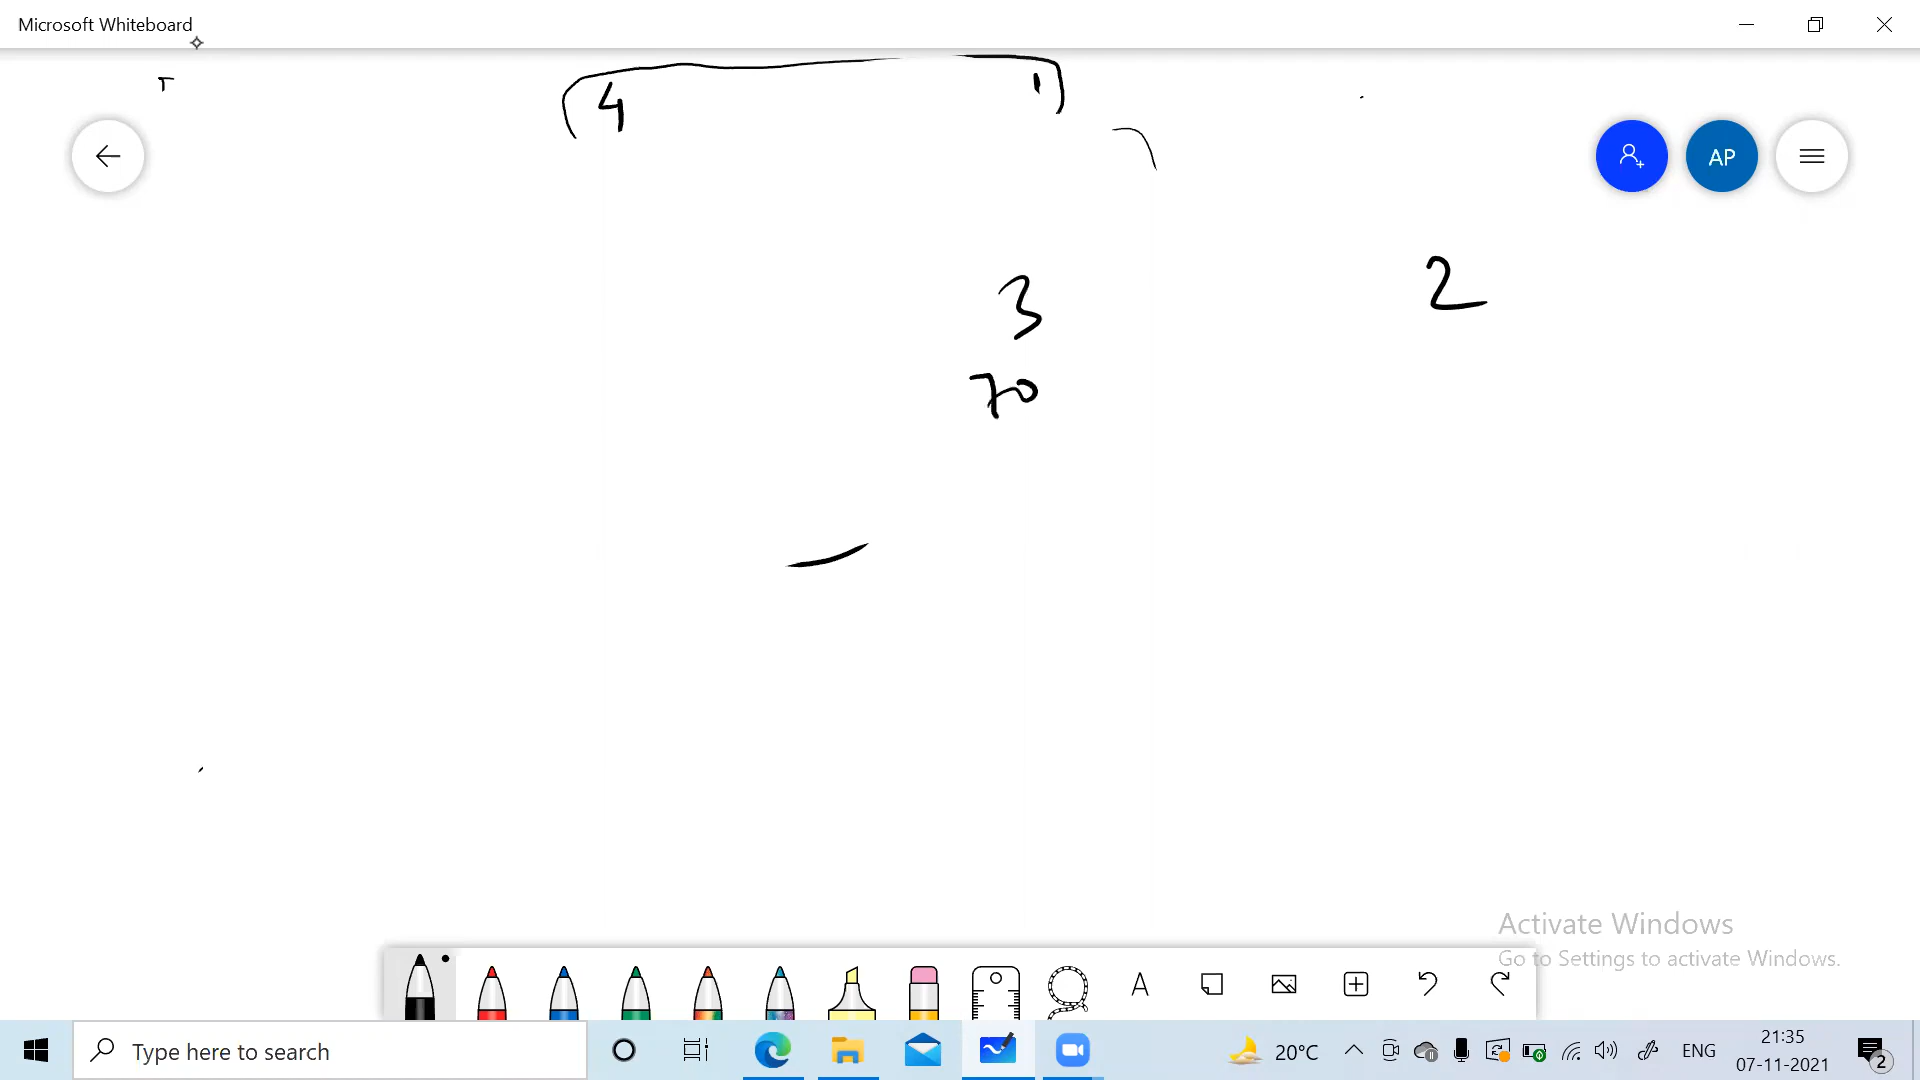 Microsoft Whiteboard
4 1
AP
2
3
70
Activate Windows
Go to Settings to activate Windows.
A
Type here to search
20°C
ENG
21:35
07-11-2021
2